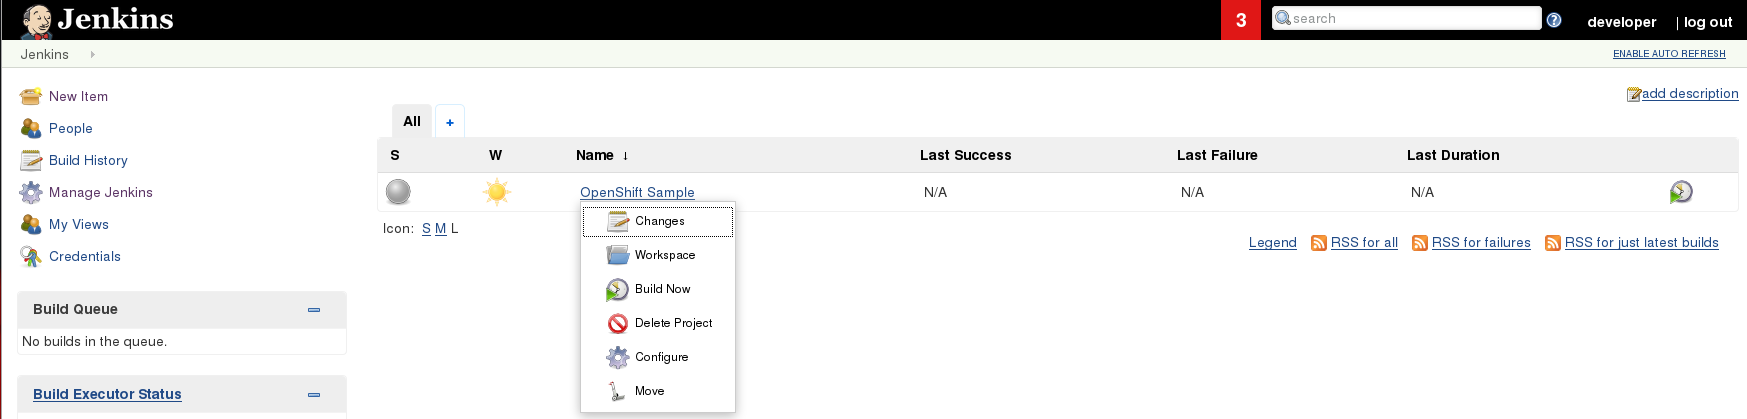 Jenkins
3
search
?
developer
| log out
Jenkins
ENABLE AUTO REFRESH
New Item
People
Build History
Manage Jenkins
My Views
Credentials
Build Queue
No builds in the queue.
Build Executor Status
add description
All
+
S W Name ↓ Last Success Last Failure Last Duration
OpenShift Sample N/A N/A N/A
Changes
Workspace
Build Now
Delete Project
Configure
Move
Icon: S M L
Legend RSS for all RSS for failures RSS for just latest builds